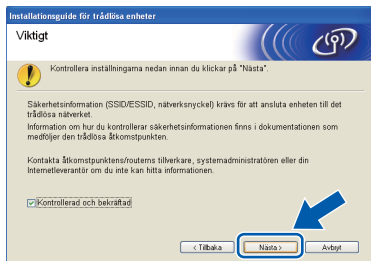 Installationsguide för trådlösa enheter
Viktigt
Kontrollera inställningarna nedan innan du klickar på "Nästa".
Säkerhetsinformation (SSID/ESSID, nätverksnyckel) krävs för att ansluta enheten till det
trådlösa nätverket.
Information om hur du kontrollerar säkerhetsinformationen finns i dokumentationen som
medföljer den trådlösa åtkomstpunkten.
Kontakta åtkomstpunktens/routerns tillverkare, systemadministratören eller din
Internetleverantör om du inte kan hitta informationen.
Kontrollerad och bekräftad
< Tillbaka
Nästa >
Avbryt